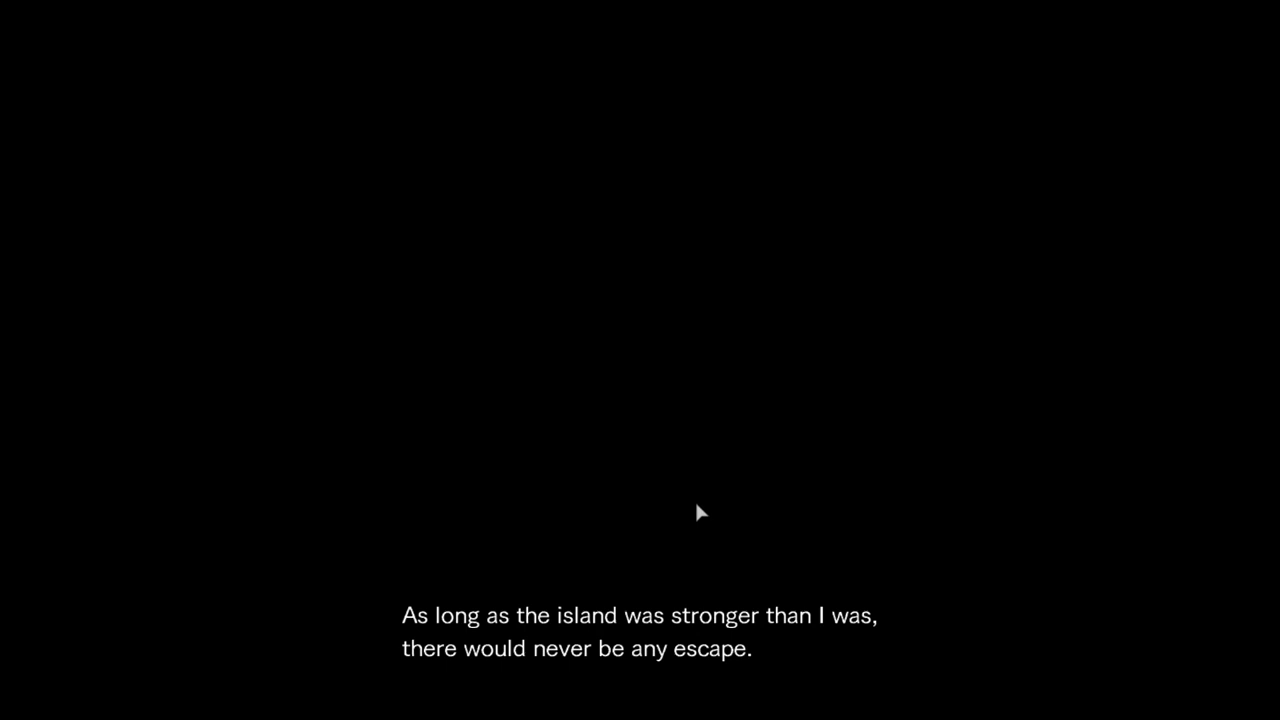 As long as the island was stronger than I was,
there would never be any escape.